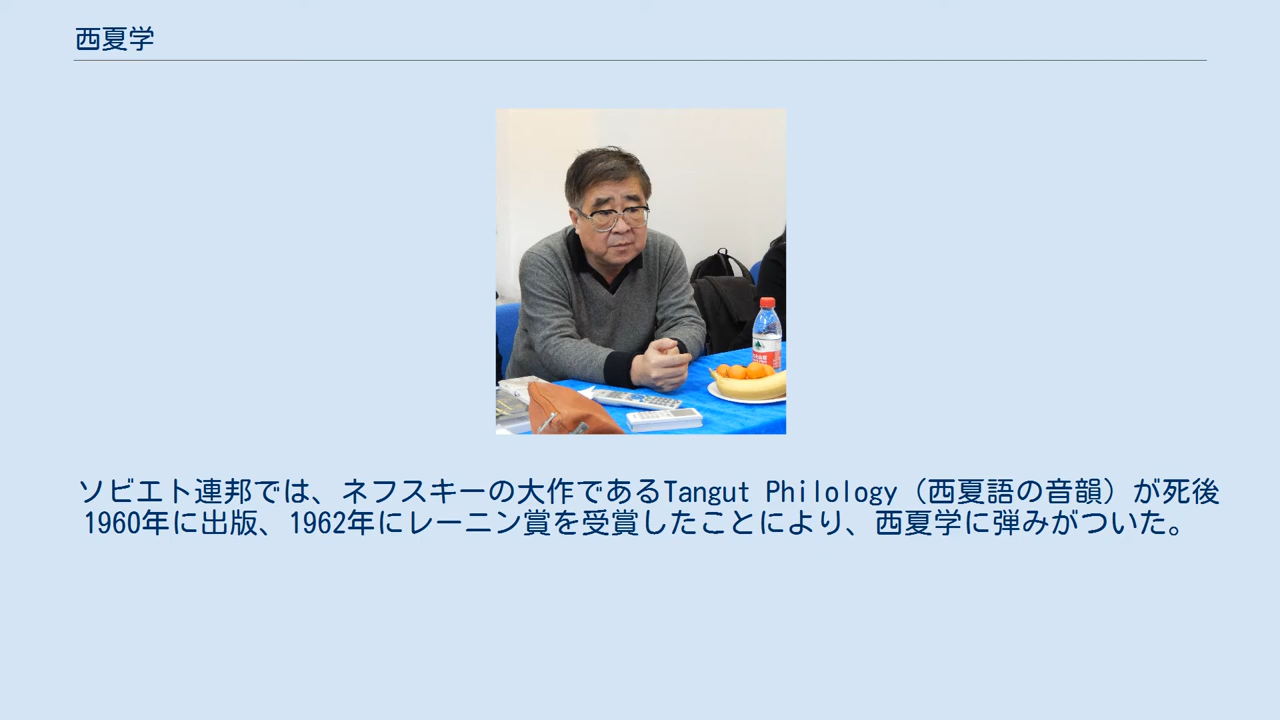 西夏学
ソビエト連邦では、ネフスキーの大作であるTangut Philology（西夏語の音韻）が死後
1960年に出版、1962年にレーニン賞を受賞したことにより、西夏学に弾みがついた。